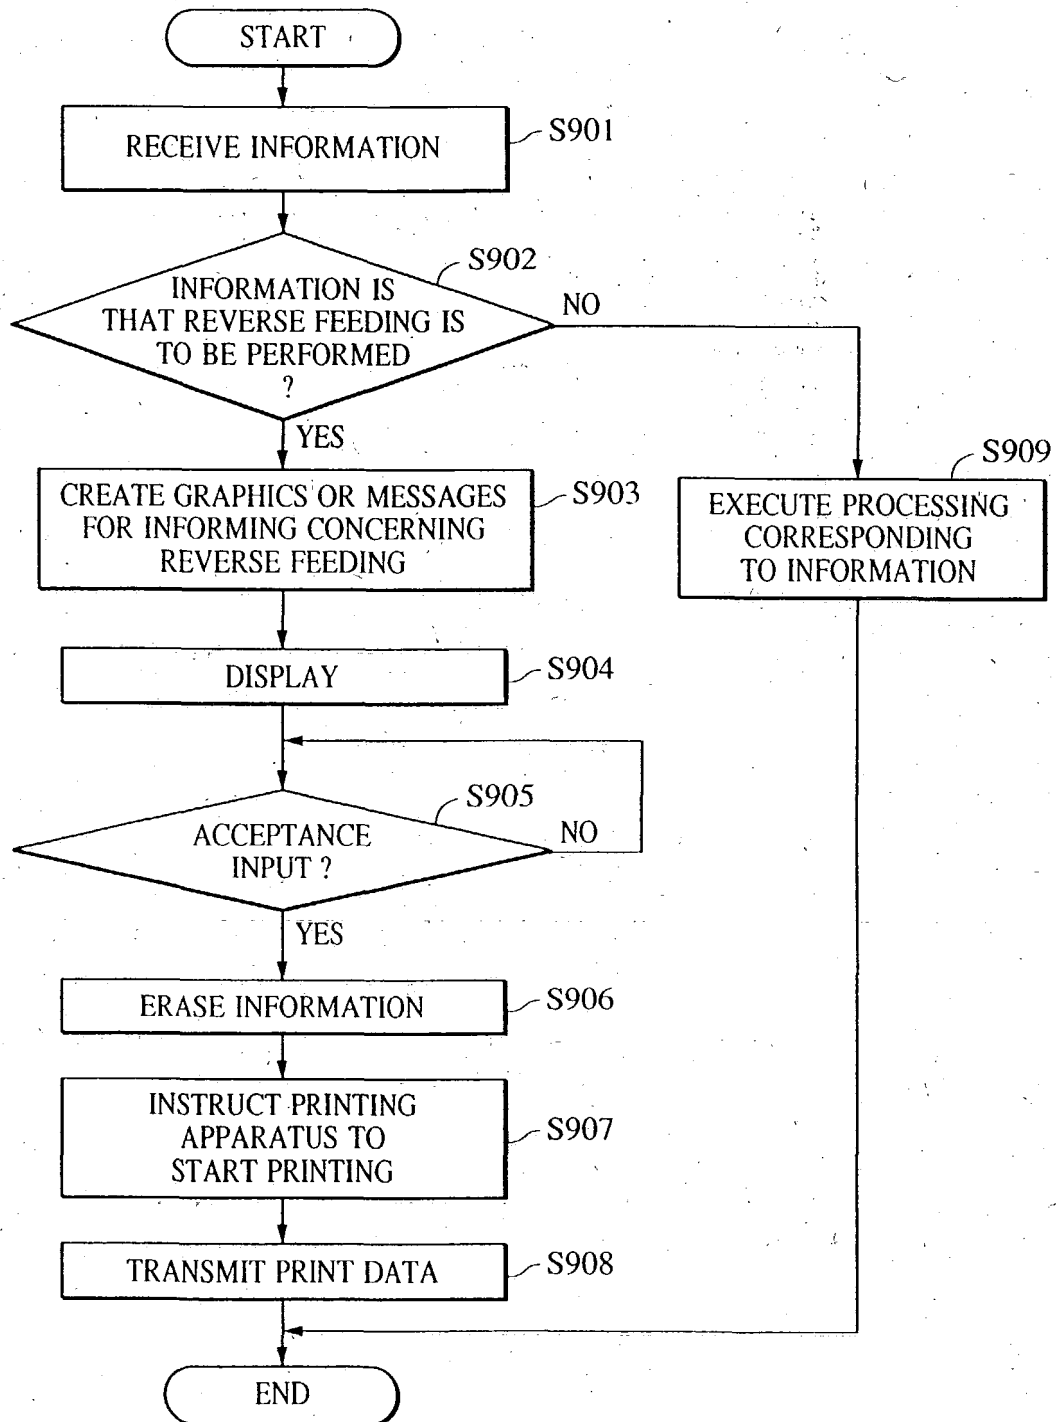 START
RECEIVE INFORMATION
S901
S902
INFORMATION IS
THAT REVERSE FEEDING IS
TO BE PERFORMED
?
NO
YES
CREATE GRAPHICS OR MESSAGES
FOR INFORMING CONCERNING
REVERSE FEEDING
S903
S909
EXECUTE PROCESSING
CORRESPONDING
TO INFORMATION
DISPLAY
S904
S905
ACCEPTANCE
INPUT ?
NO
YES
ERASE INFORMATION
S906
INSTRUCT PRINTING
APPARATUS TO
START PRINTING
S907
TRANSMIT PRINT DATA
S908
END